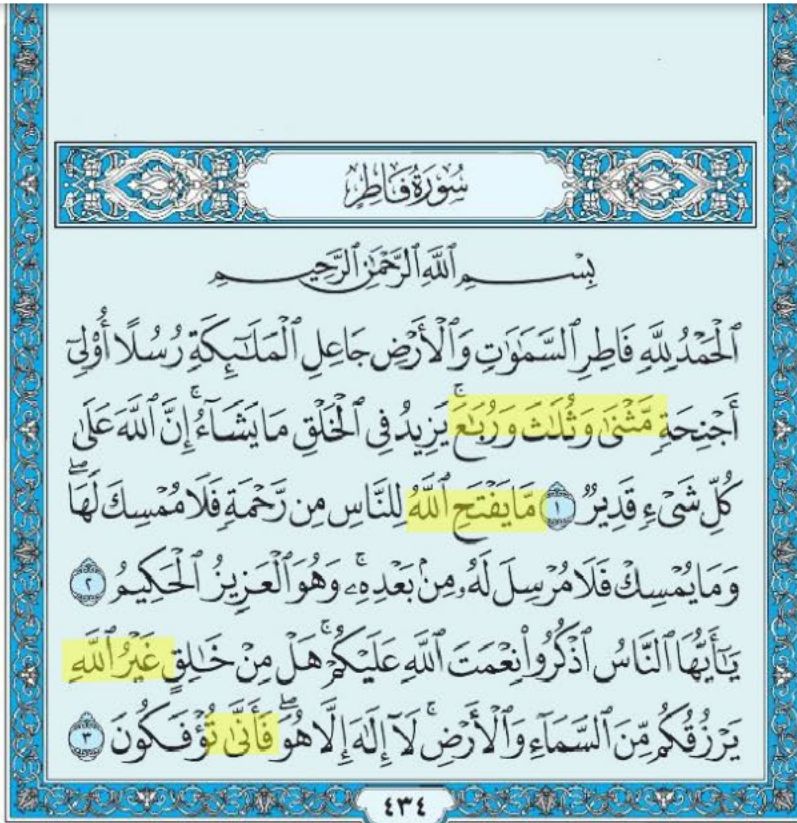 سُورَةُ فَاطِرٍ
بِسْمِ ٱللَّهِ ٱلرَّحْمَٰنِ ٱلرَّحِيمِ
ٱلْحَمْدُ لِلَّهِ فَاطِرِ ٱلسَّمَٰوَٰتِ وَٱلْأَرْضِ جَاعِلِ ٱلْمَلَٰٓئِكَةِ رُسُلًا أُو۟لِىٓ
أَجْنِحَةٍ مَّثْنَىٰ وَثُلَٰثَ وَرُبَٰعَ ۚ يَزِيدُ فِى ٱلْخَلْقِ مَا يَشَآءُ ۚ إِنَّ ٱللَّهَ عَلَىٰ
كُلِّ شَىْءٍ قَدِيرٌ ١ مَّا يَفْتَحِ ٱللَّهُ لِلنَّاسِ مِن رَّحْمَةٍ فَلَا مُمْسِكَ لَهَا ۖ
وَمَا يُمْسِكْ فَلَا مُرْسِلَ لَهُۥ مِنۢ بَعْدِهِۦ ۚ وَهُوَ ٱلْعَزِيزُ ٱلْحَكِيمُ ٢
يَٰٓأَيُّهَا ٱلنَّاسُ ٱذْكُرُوا۟ نِعْمَتَ ٱللَّهِ عَلَيْكُمْ ۚ هَلْ مِنْ خَٰلِقٍ غَيْرُ ٱللَّهِ
يَرْزُقُكُم مِّنَ ٱلسَّمَآءِ وَٱلْأَرْضِ ۚ لَآ إِلَٰهَ إِلَّا هُوَ ۖ فَأَنَّىٰ تُؤْفَكُونَ ٣
٤٣٤